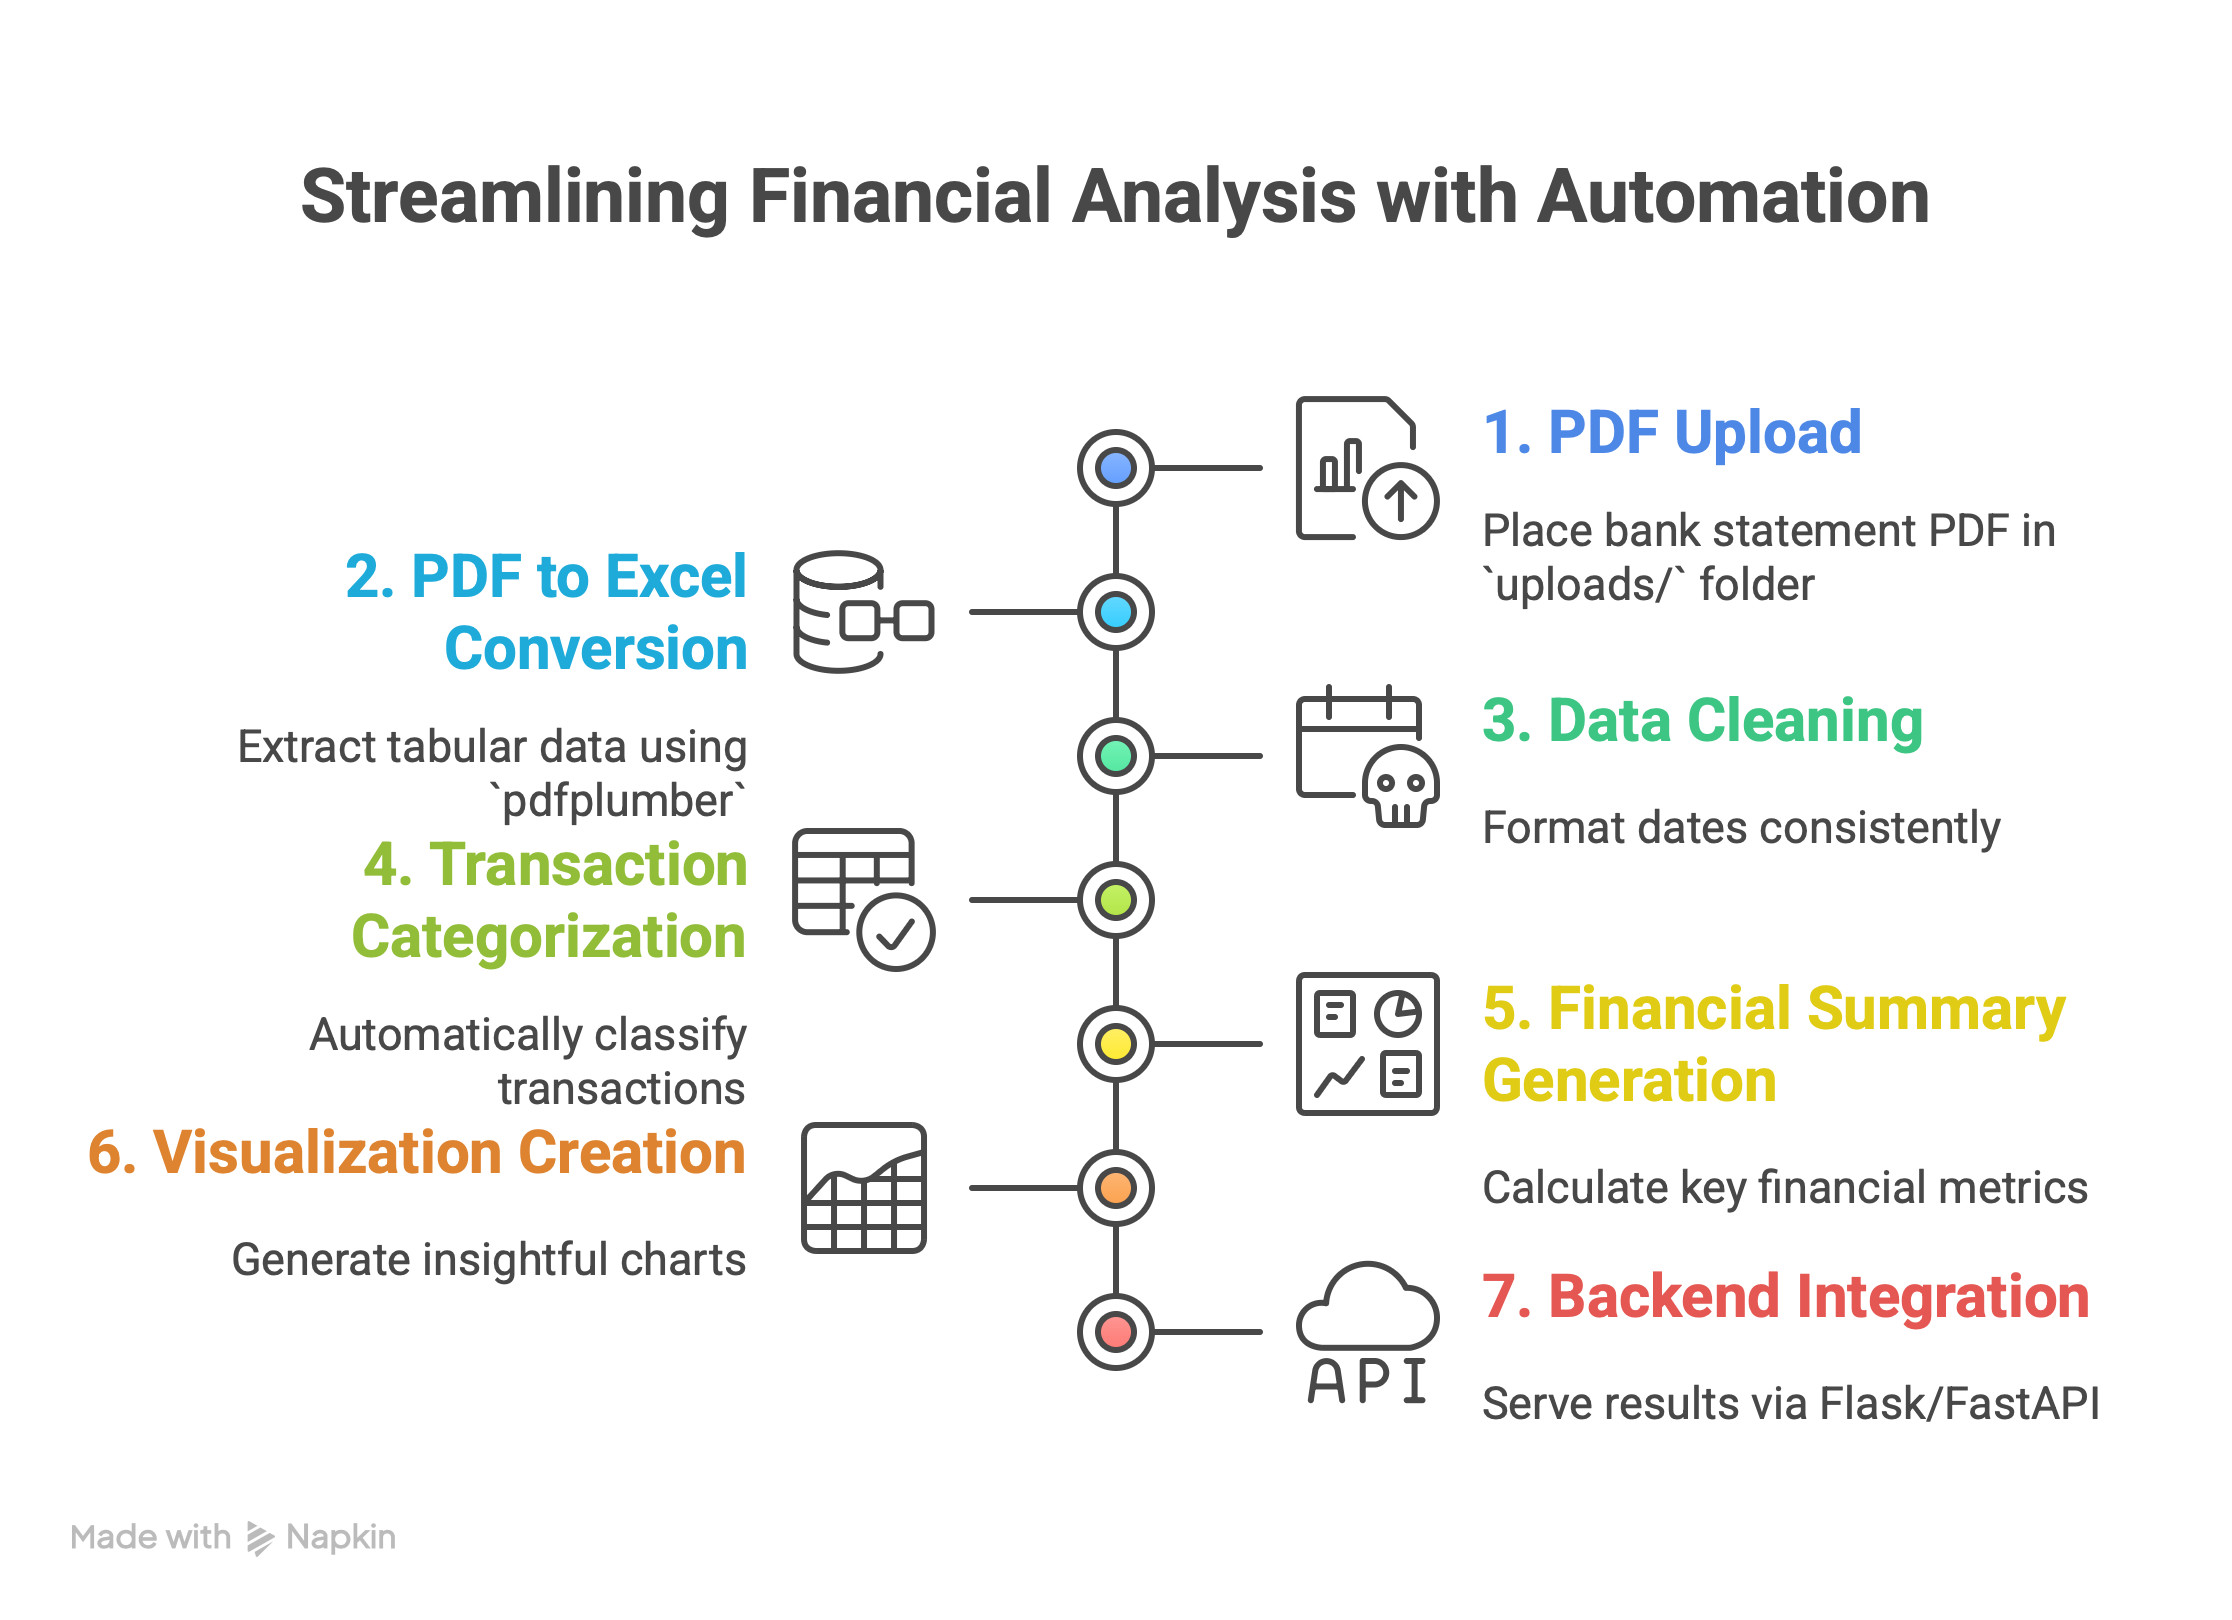 Streamlining Financial Analysis with Automation
1. PDF Upload
Place bank statement PDF in
`uploads/` folder
2. PDF to Excel
Conversion
Extract tabular data using
`pdfplumber`
3. Data Cleaning
Format dates consistently
4. Transaction
Categorization
Automatically classify
transactions
5. Financial Summary
Generation
Calculate key financial metrics
6. Visualization Creation
Generate insightful charts
7. Backend Integration
Serve results via Flask/FastAPI
API
Made with Napkin